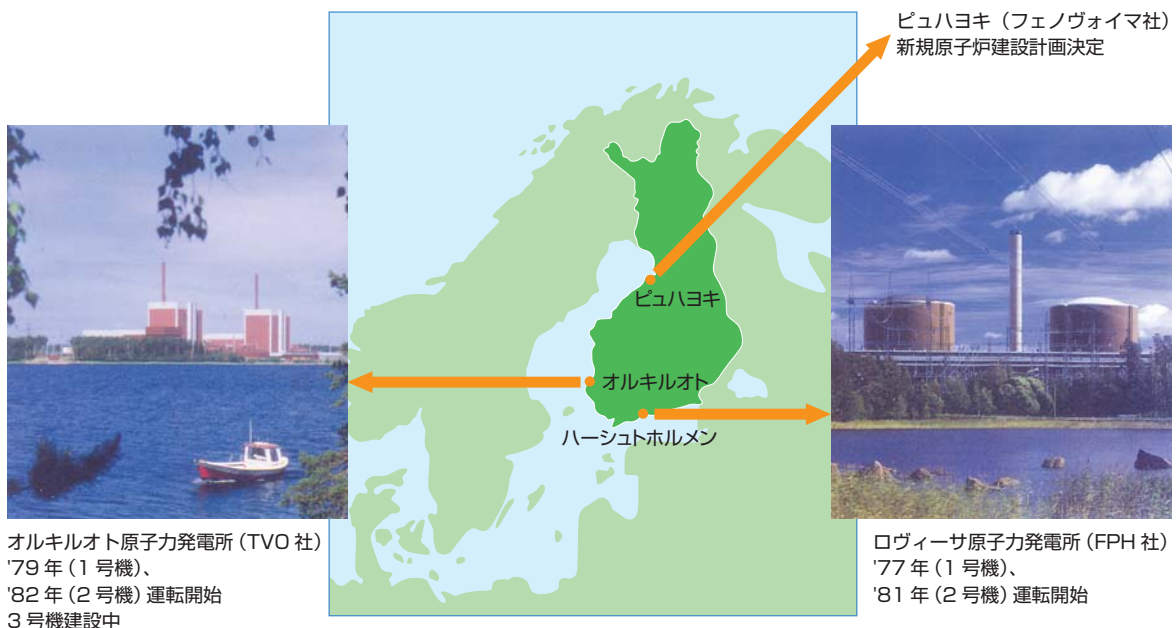 ピュハヨキ（フェノヴォイマ社）
新規原子炉建設計画決定
ピュハヨキ
オルキルオト
ハーシュトホルメン
オルキルオト原子力発電所（TVO 社）
'79 年（1 号機）、
'82 年（2 号機）運転開始
3 号機建設中
ロヴィーサ原子力発電所（FPH 社）
'77 年（1 号機）、
'81 年（2 号機）運転開始